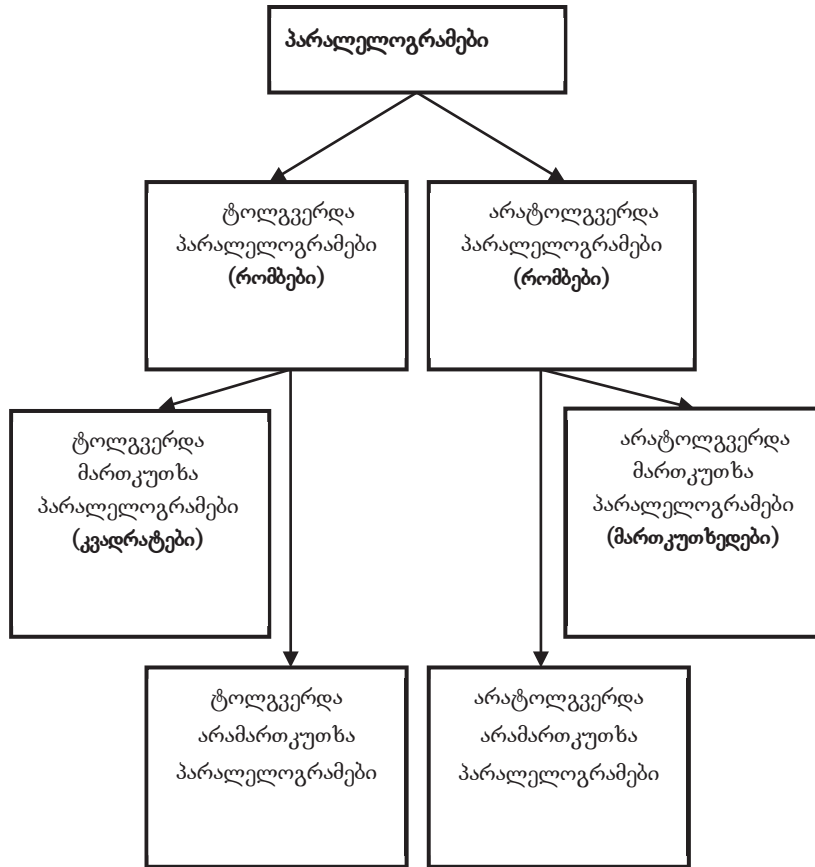 პარალელოგრამები
ტოლგვერდა
პარალელოგრამები
(რომბები)
არატოლგვერდა
პარალელოგრამები
(რომბები)
ტოლგვერდა
მართკუთხა
პარალელოგრამები
(კვადრატები)
არატოლგვერდა
მართკუთხა
პარალელოგრამები
(მართკუთხედები)
ტოლგვერდა
არამართკუთხა
პარალელოგრამები
არატოლგვერდა
არამართკუთხა
პარალელოგრამები